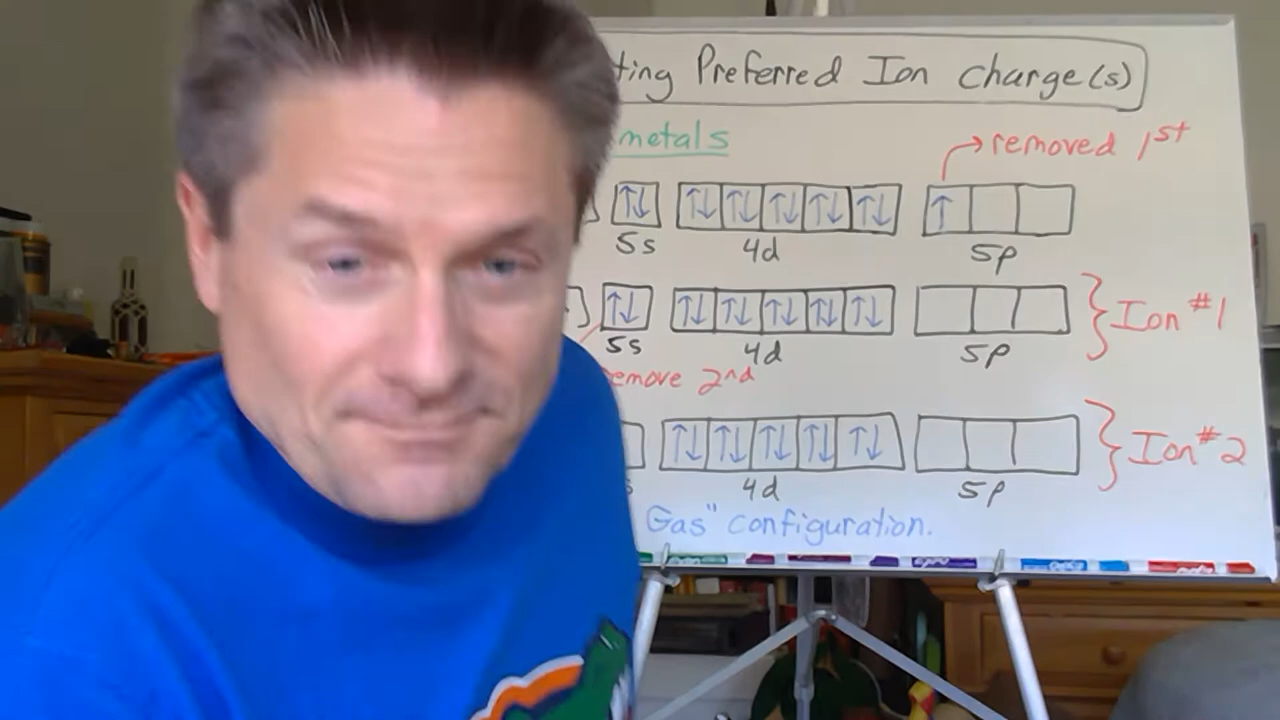 Preferred Ion Charge(s)
metals
removed 1st
5s 4d 5p
Ion #1
5s 4d 5p
2nd
Ion #2
4d 5p
Gas" configuration.
expo